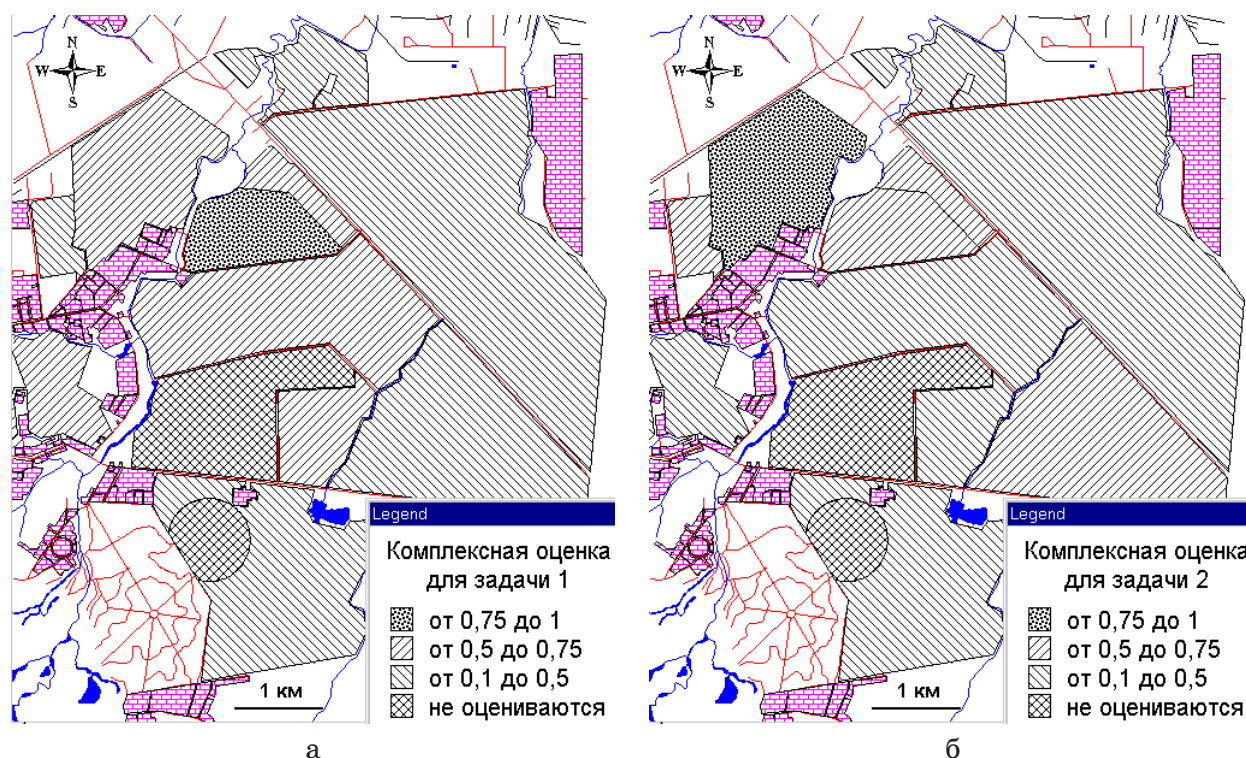 N
W E
S
Legend
Комплексная оценка
для задачи 1
от 0,75 до 1
от 0,5 до 0,75
от 0,1 до 0,5
не оцениваются
1 км
а
N
W E
S
Legend
Комплексная оценка
для задачи 2
от 0,75 до 1
от 0,5 до 0,75
от 0,1 до 0,5
не оцениваются
1 км
б